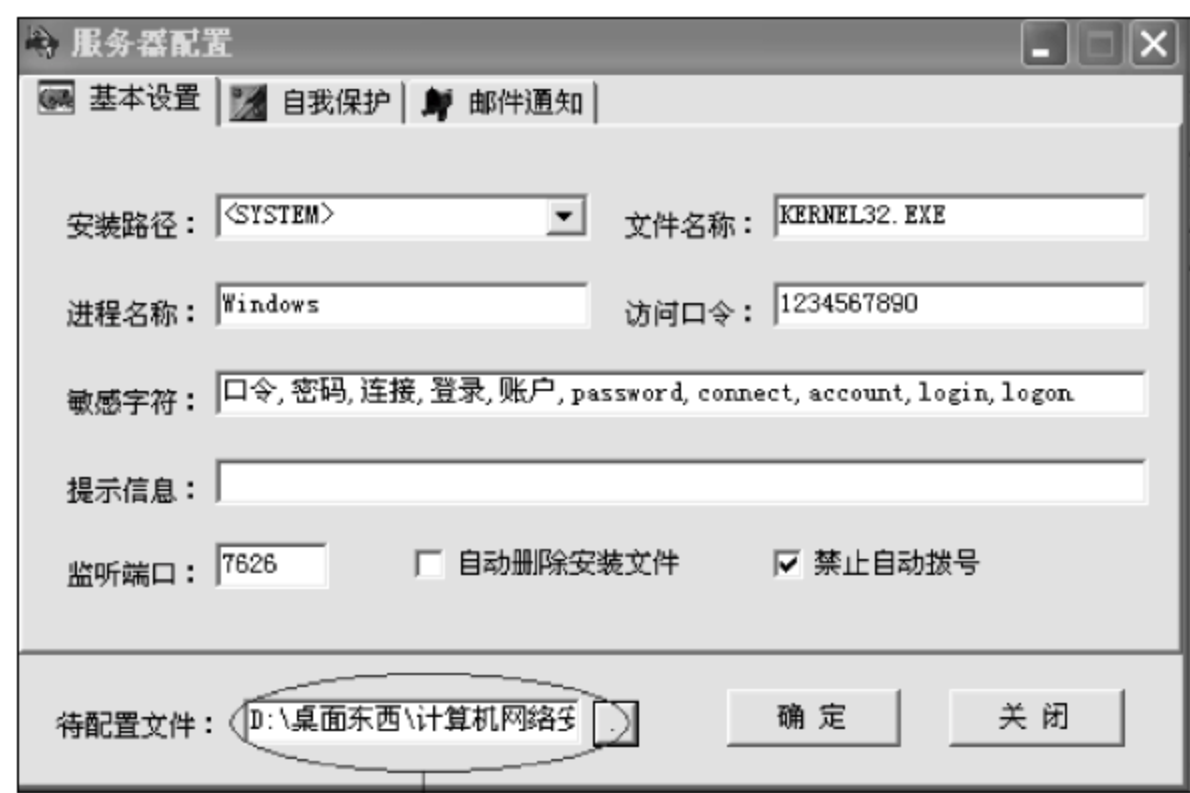 服务器配置
基本设置 自我保护 邮件通知
安装路径： <SYSTEM> 文件名称： KERNEL32.EXE
进程名称： Windows 访问口令： 1234567890
敏感字符： 口令,密码,连接,登录,账户,password,connect,account,login,logon
提示信息：
监听端口： 7626 自动删除安装文件 禁止自动拨号
待配置文件： D:\桌面东西\计算机网络安 . 确定 关闭